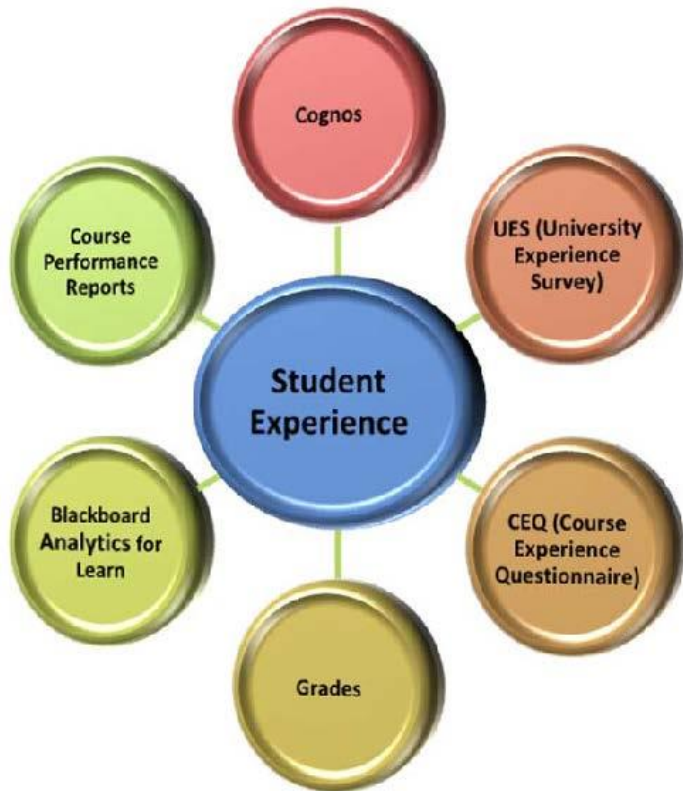 Cognos
UES (University
Experience
Survey)
CEQ (Course
Experience
Questionnaire)
Grades
Blackboard
Analytics for
Learn
Course
Performance
Reports
Student
Experience